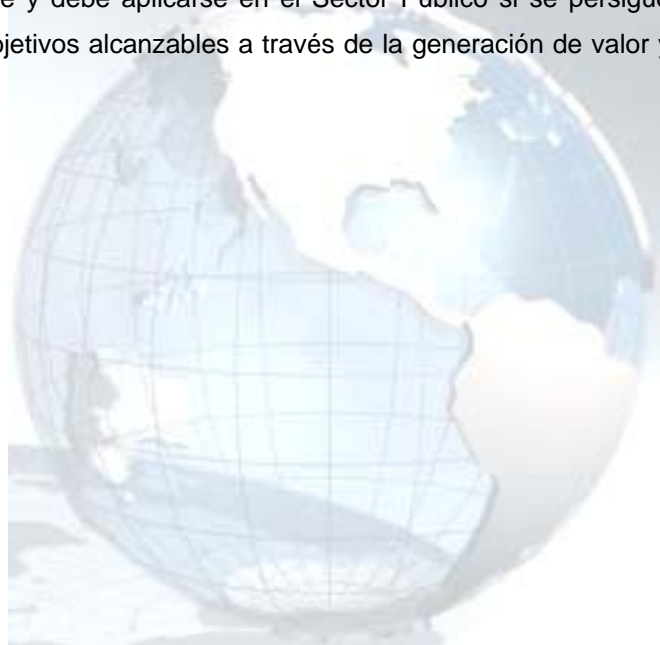 e y debe aplicarse en el Sector Público si se persigue
jetivos alcanzables a través de la generación de valor y